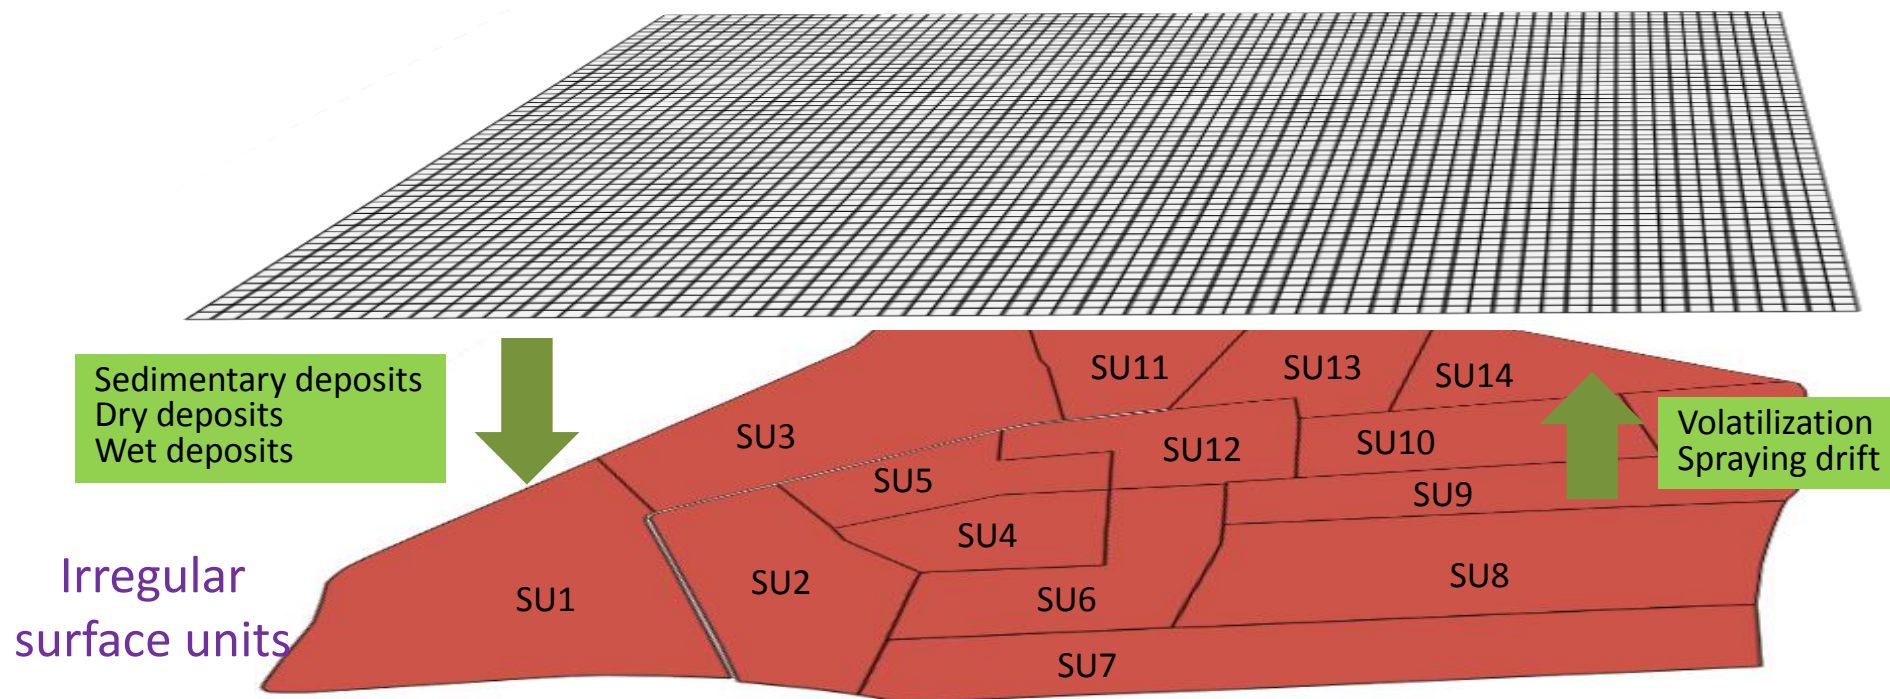 Sedimentary deposits
Dry deposits
Wet deposits
Volatilization
Spraying drift
Irregular
surface units
SU11
SU13
SU14
SU3
SU12
SU10
SU5
SU9
SU4
SU8
SU1
SU2
SU6
SU7